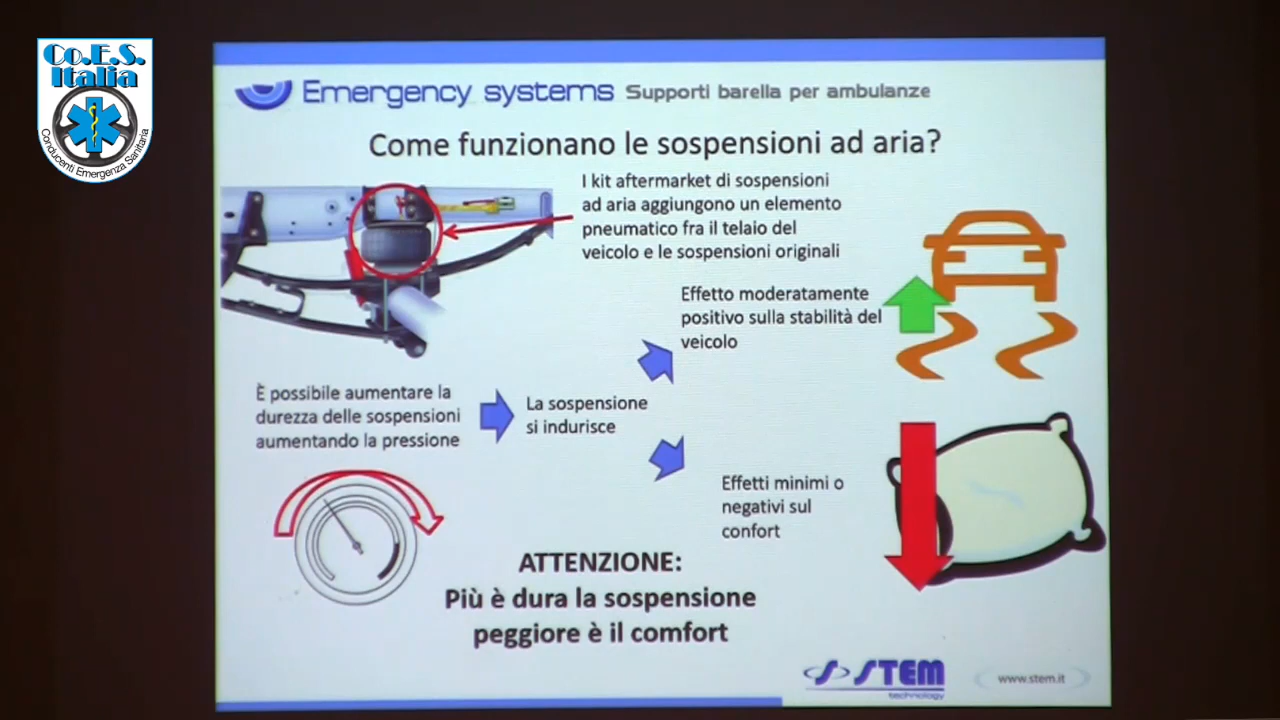 Co.E.S.
Italia
Conducenti Emergenza Sanitaria
Emergency systems Supporti barella per ambulanze
Come funzionano le sospensioni ad aria?
I kit aftermarket di sospensioni
ad aria aggiungono un elemento
pneumatico fra il telaio del
veicolo e le sospensioni originali
Effetto moderatamente
positivo sulla stabilità del
veicolo
È possibile aumentare la
durezza delle sospensioni
aumentando la pressione
La sospensione
si indurisce
Effetti minimi o
negativi sul
confort
ATTENZIONE:
Più è dura la sospensione
peggiore è il comfort
STEM
technology
www.stem.it